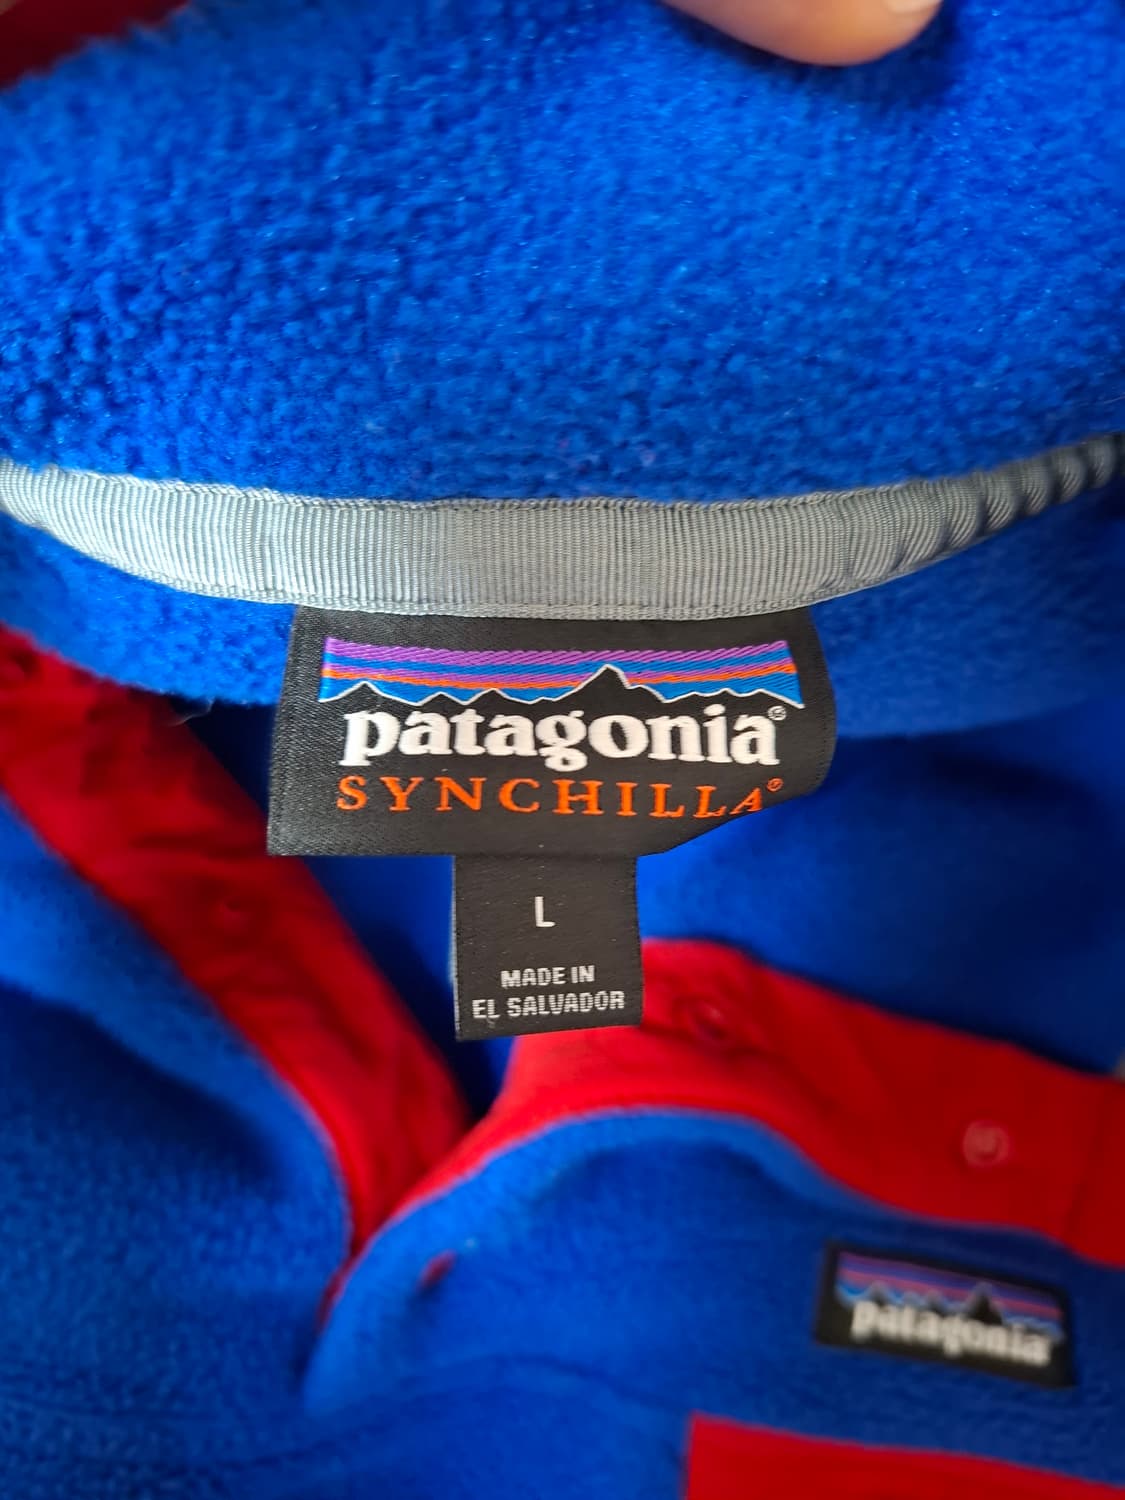 patagonia®
SYNCHILLA®
L
MADE IN
EL SALVADOR
patagonia